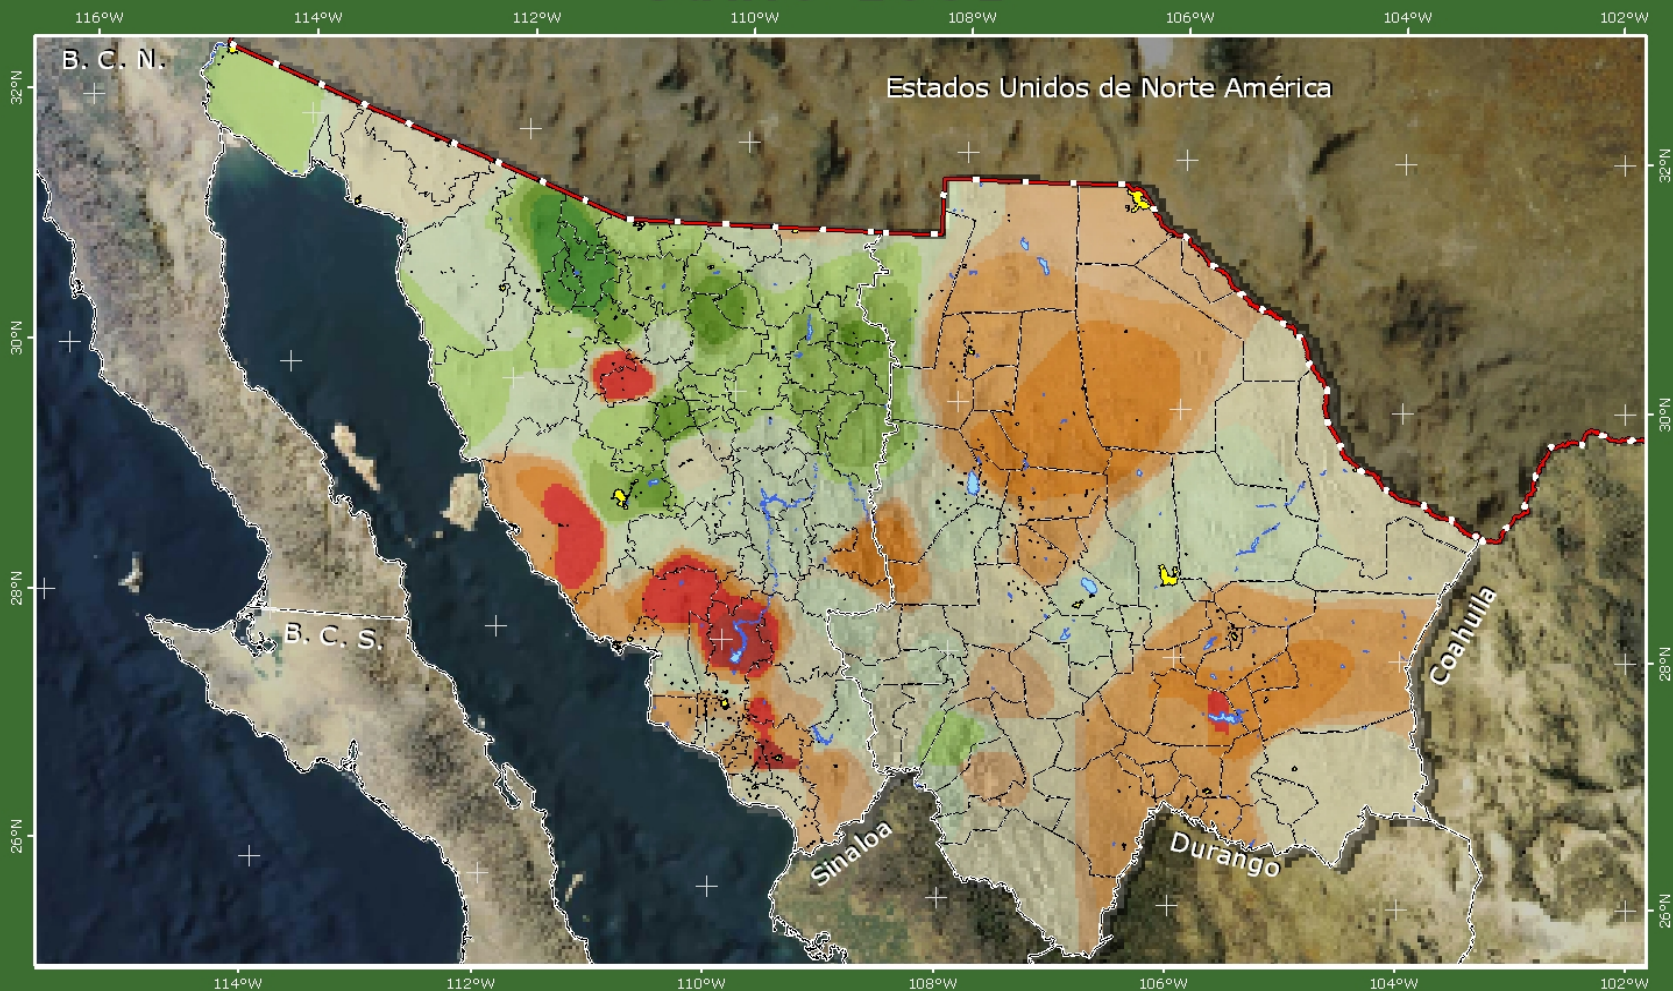 116°W 114°W 112°W 110°W 108°W 106°W 104°W 102°W
B. C. N.
Estados Unidos de Norte América
32°N
32°N
30°N
30°N
28°N
28°N
B. C. S.
Coahuila
Sinaloa
Durango
26°N
26°N
114°W 112°W 110°W 108°W 106°W 104°W 102°W